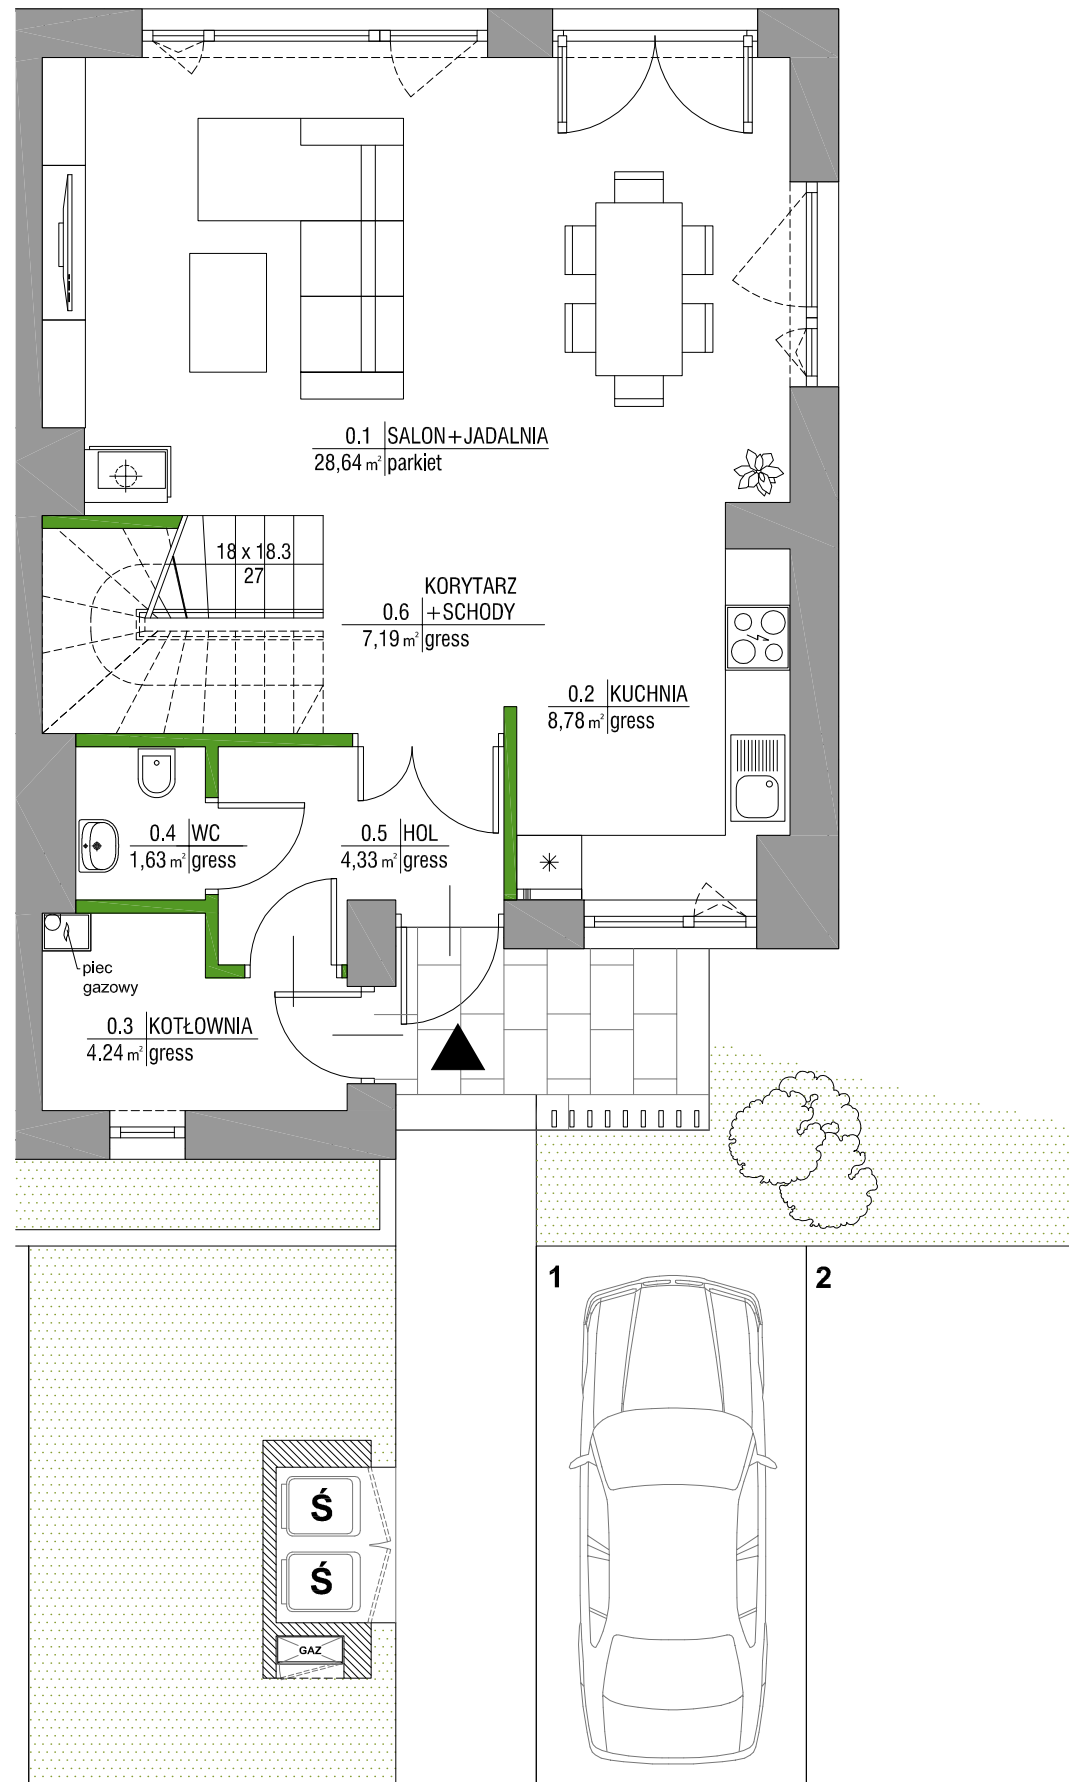 0.1 SALON+JADALNIA
28,64 m² parkiet
18 x 18.3
27
KORYTARZ
0.6 +SCHODY
7,19 m² gress
0.2 KUCHNIA
8,78 m² gress
0.4 WC
1,63 m² gress
0.5 HOL
4,33 m² gress
piec
gazowy
0.3 KOTŁOWNIA
4.24 m² gress
1
2
Ś
Ś
GAZ